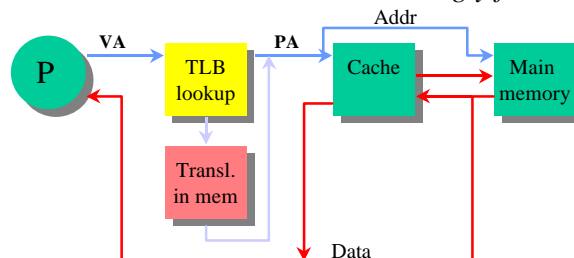 Addr
VA
PA
P
TLB
lookup
Cache
Main
memory
Transl.
in mem
Data